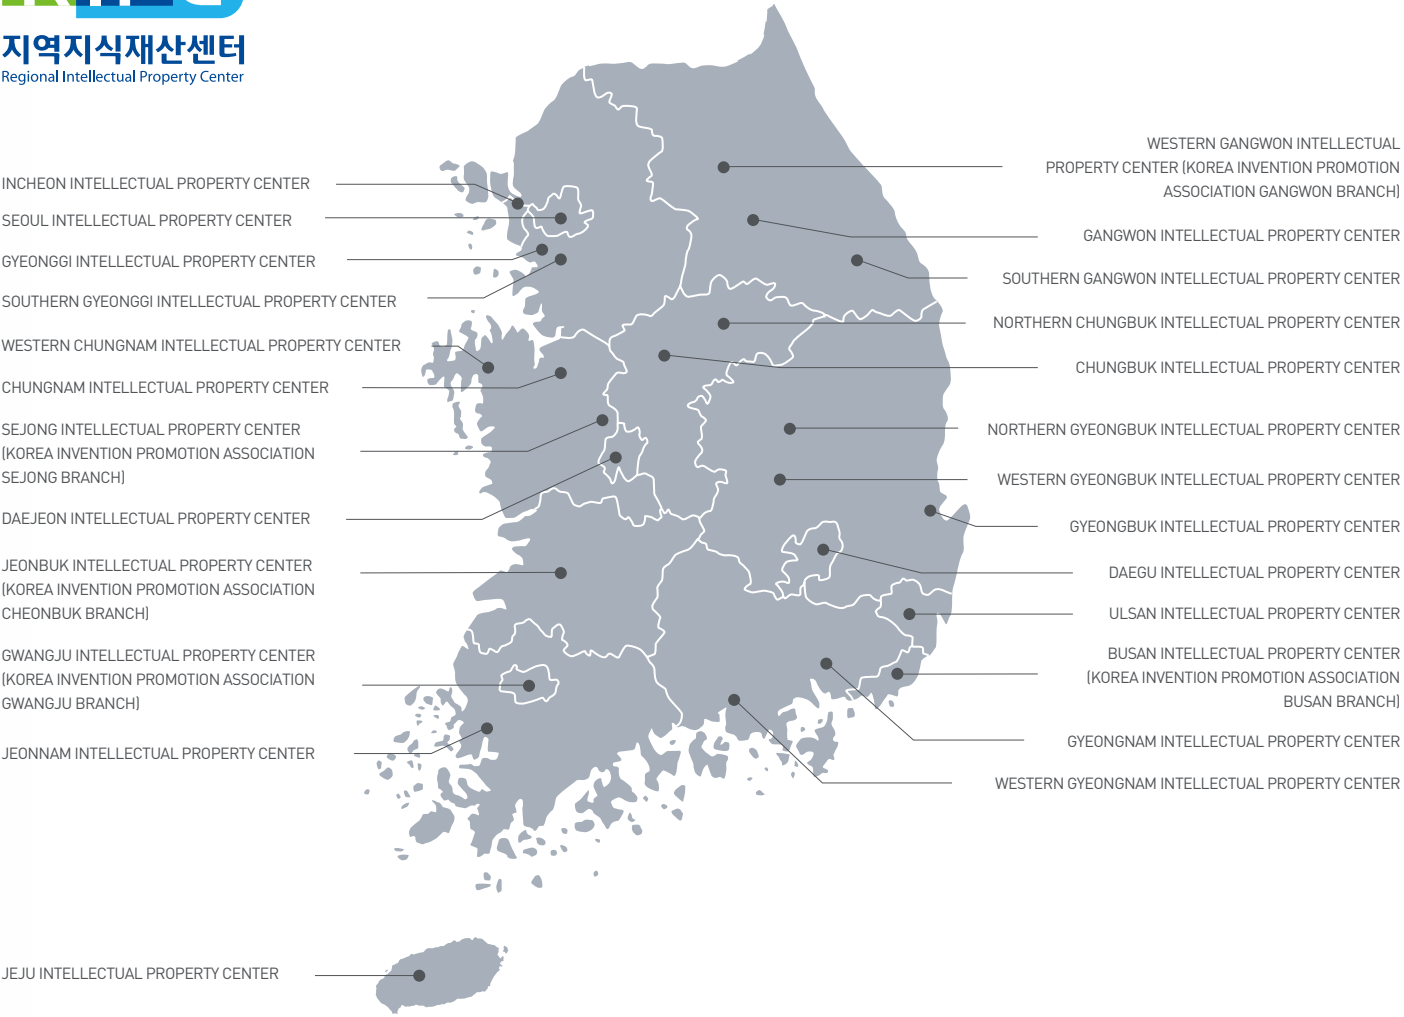 지역지식재산센터
Regional Intellectual Property Center
INCHEON INTELLECTUAL PROPERTY CENTER
SEOUL INTELLECTUAL PROPERTY CENTER
GYEONGGI INTELLECTUAL PROPERTY CENTER
SOUTHERN GYEONGGI INTELLECTUAL PROPERTY CENTER
WESTERN CHUNGNAM INTELLECTUAL PROPERTY CENTER
CHUNGNAM INTELLECTUAL PROPERTY CENTER
SEJONG INTELLECTUAL PROPERTY CENTER
(KOREA INVENTION PROMOTION ASSOCIATION
SEJONG BRANCH)
DAEJEON INTELLECTUAL PROPERTY CENTER
JEONBUK INTELLECTUAL PROPERTY CENTER
(KOREA INVENTION PROMOTION ASSOCIATION
CHEONBUK BRANCH)
GWANGJU INTELLECTUAL PROPERTY CENTER
(KOREA INVENTION PROMOTION ASSOCIATION
GWANGJU BRANCH)
JEONNAM INTELLECTUAL PROPERTY CENTER
JEJU INTELLECTUAL PROPERTY CENTER
WESTERN GANGWON INTELLECTUAL
PROPERTY CENTER (KOREA INVENTION PROMOTION
ASSOCIATION GANGWON BRANCH)
GANGWON INTELLECTUAL PROPERTY CENTER
SOUTHERN GANGWON INTELLECTUAL PROPERTY CENTER
NORTHERN CHUNGBUK INTELLECTUAL PROPERTY CENTER
CHUNGBUK INTELLECTUAL PROPERTY CENTER
NORTHERN GYEONGBUK INTELLECTUAL PROPERTY CENTER
WESTERN GYEONGBUK INTELLECTUAL PROPERTY CENTER
GYEONGBUK INTELLECTUAL PROPERTY CENTER
DAEGU INTELLECTUAL PROPERTY CENTER
ULSAN INTELLECTUAL PROPERTY CENTER
BUSAN INTELLECTUAL PROPERTY CENTER
(KOREA INVENTION PROMOTION ASSOCIATION
BUSAN BRANCH)
GYEONGNAM INTELLECTUAL PROPERTY CENTER
WESTERN GYEONGNAM INTELLECTUAL PROPERTY CENTER